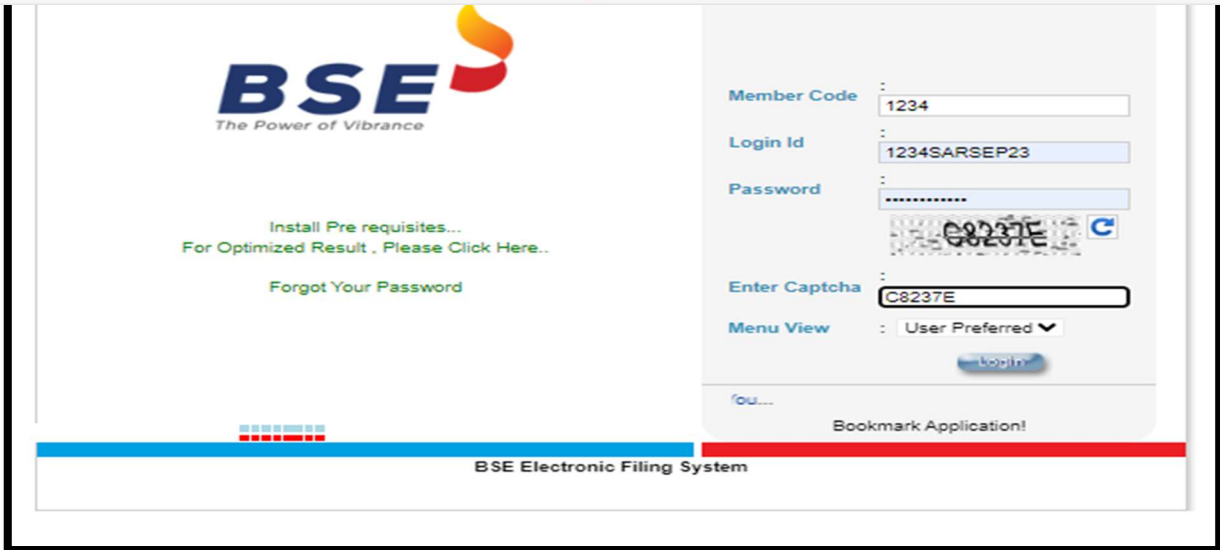 BSE
The Power of Vibrance
Install Pre requisites...
For Optimized Result , Please Click Here..
Forgot Your Password
Member Code : 1234
Login Id : 1234SARSEP23
Password : ............
C8237E
Enter Captcha : C8237E
Menu View : User Preferred
Login
You...
Bookmark Application!
BSE Electronic Filing System